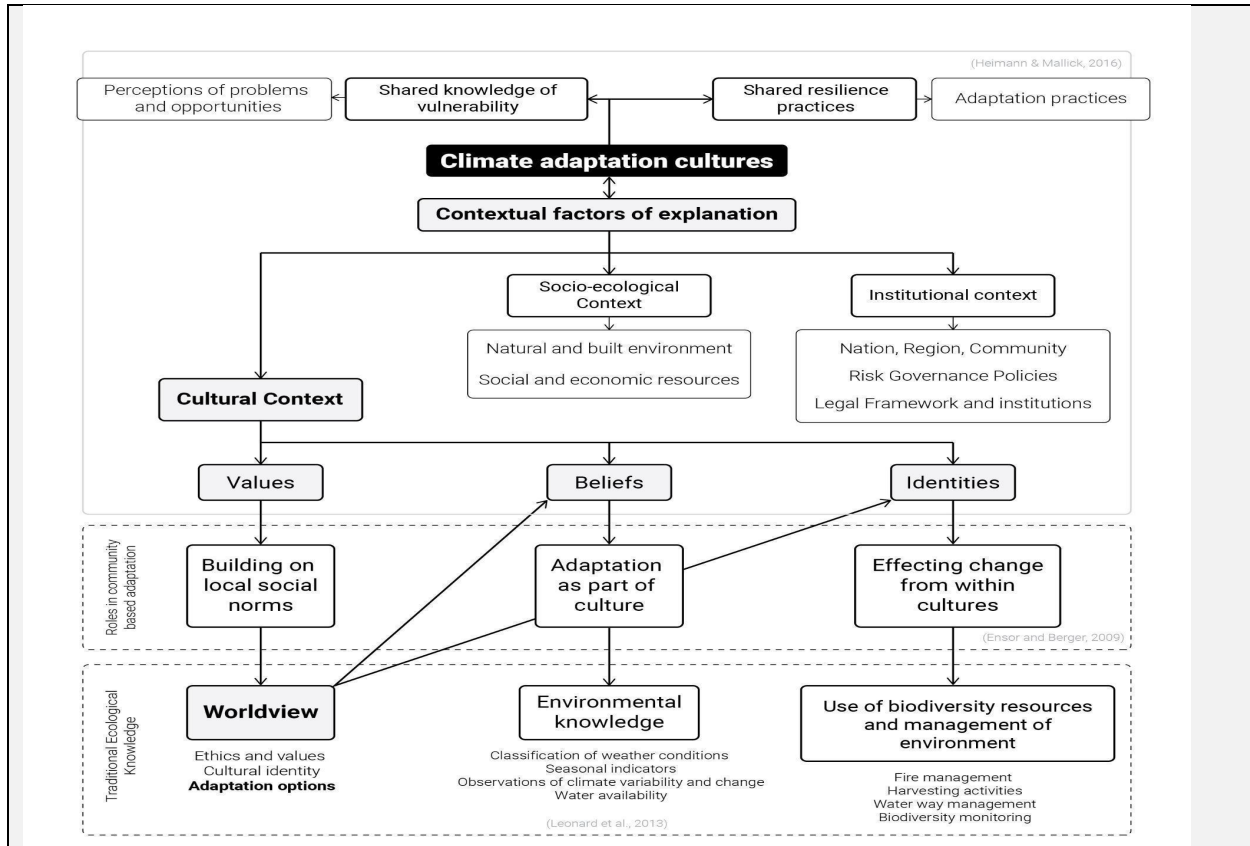 (Heimann & Mallick, 2016)
Perceptions of problems
and opportunities
Shared knowledge of
vulnerability
Shared resilience
practices
Adaptation practices
Climate adaptation cultures
Contextual factors of explanation
Socio-ecological
Context
Institutional context
Natural and built environment
Social and economic resources
Nation, Region, Community
Risk Governance Policies
Legal Framework and institutions
Cultural Context
Values
Beliefs
Identities
Roles in community
based adaptation
Building on
local social
norms
Adaptation
as part of
culture
Effecting change
from within
cultures
(Ensor and Berger, 2009)
Traditional Ecological
Knowledge
Worldview
Ethics and values
Cultural identity
Adaptation options
Environmental
knowledge
Classification of weather conditions
Seasonal indicators
Observations of climate variability and change
Water availability
Use of biodiversity resources
and management of
environment
Fire management
Harvesting activities
Water way management
Biodiversity monitoring
(Leonard et al., 2013)